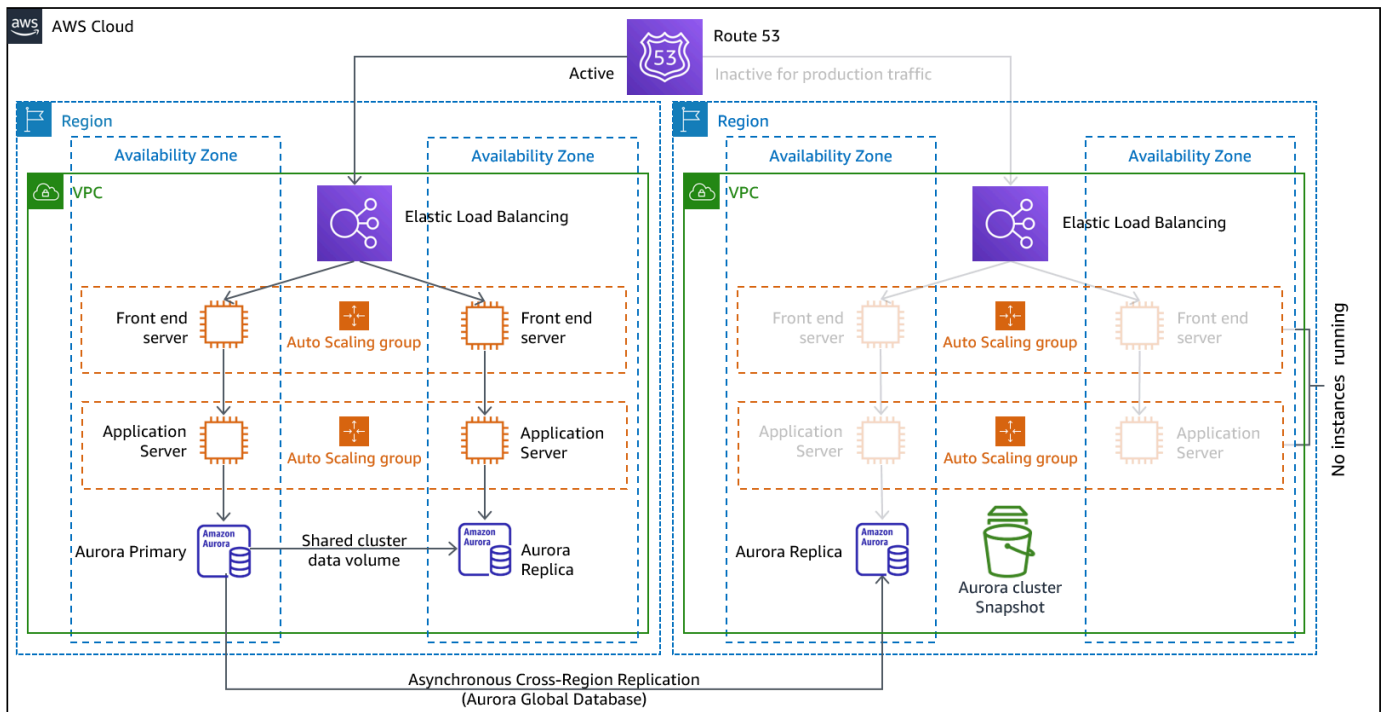 aws
AWS Cloud
Route 53
53
Active
Inactive for production traffic
Region
Availability Zone
Availability Zone
VPC
Elastic Load Balancing
Front end
server
Auto Scaling group
Front end
server
Application
Server
Auto Scaling group
Application
Server
Aurora Primary
Amazon
Aurora
Shared cluster
data volume
Amazon
Aurora
Aurora
Replica
Region
Availability Zone
Availability Zone
VPC
Elastic Load Balancing
Front end
server
Auto Scaling group
Front end
server
Application
Server
Auto Scaling group
Application
Server
No instances running
Aurora Replica
Amazon
Aurora
Aurora cluster
Snapshot
Asynchronous Cross-Region Replication
(Aurora Global Database)